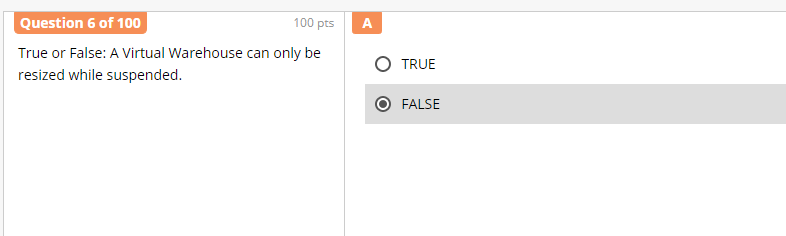 Question 6 of 100
100 pts
True or False: A Virtual Warehouse can only be
resized while suspended.
A
TRUE
FALSE